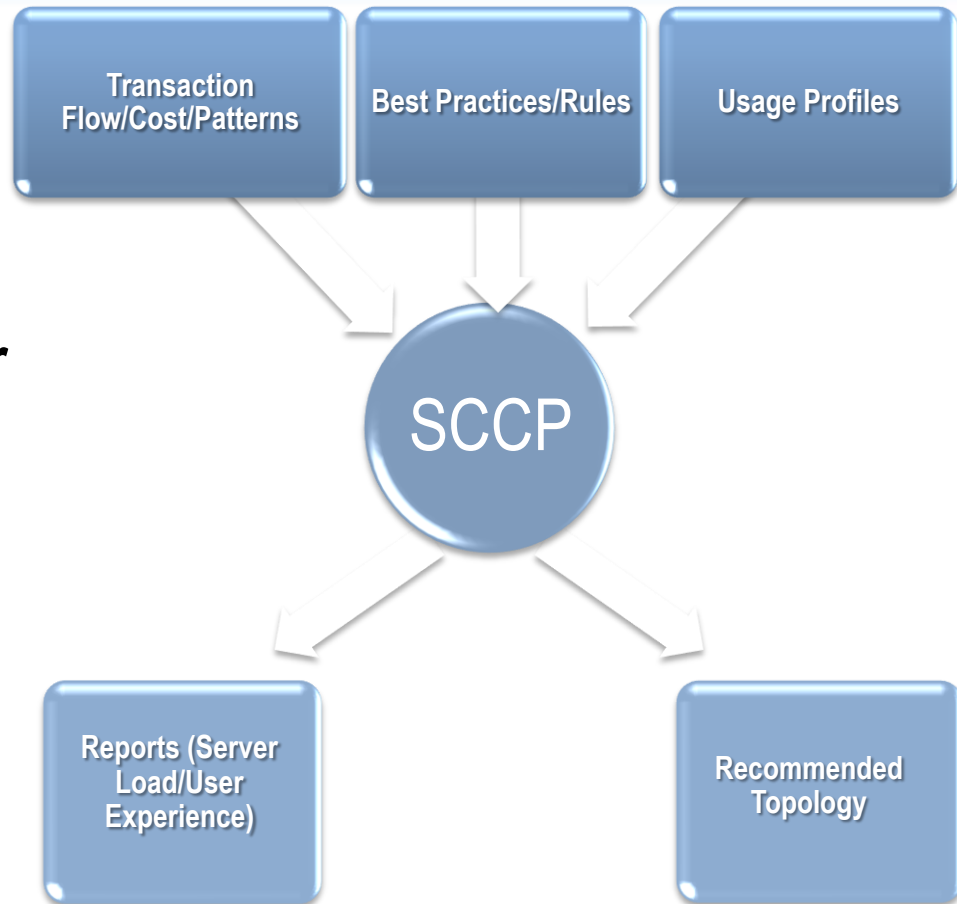 Transaction
Flow/Cost/Patterns
Best Practices/Rules
Usage Profiles
SCCP
Reports (Server
Load/User
Experience)
Recommended
Topology